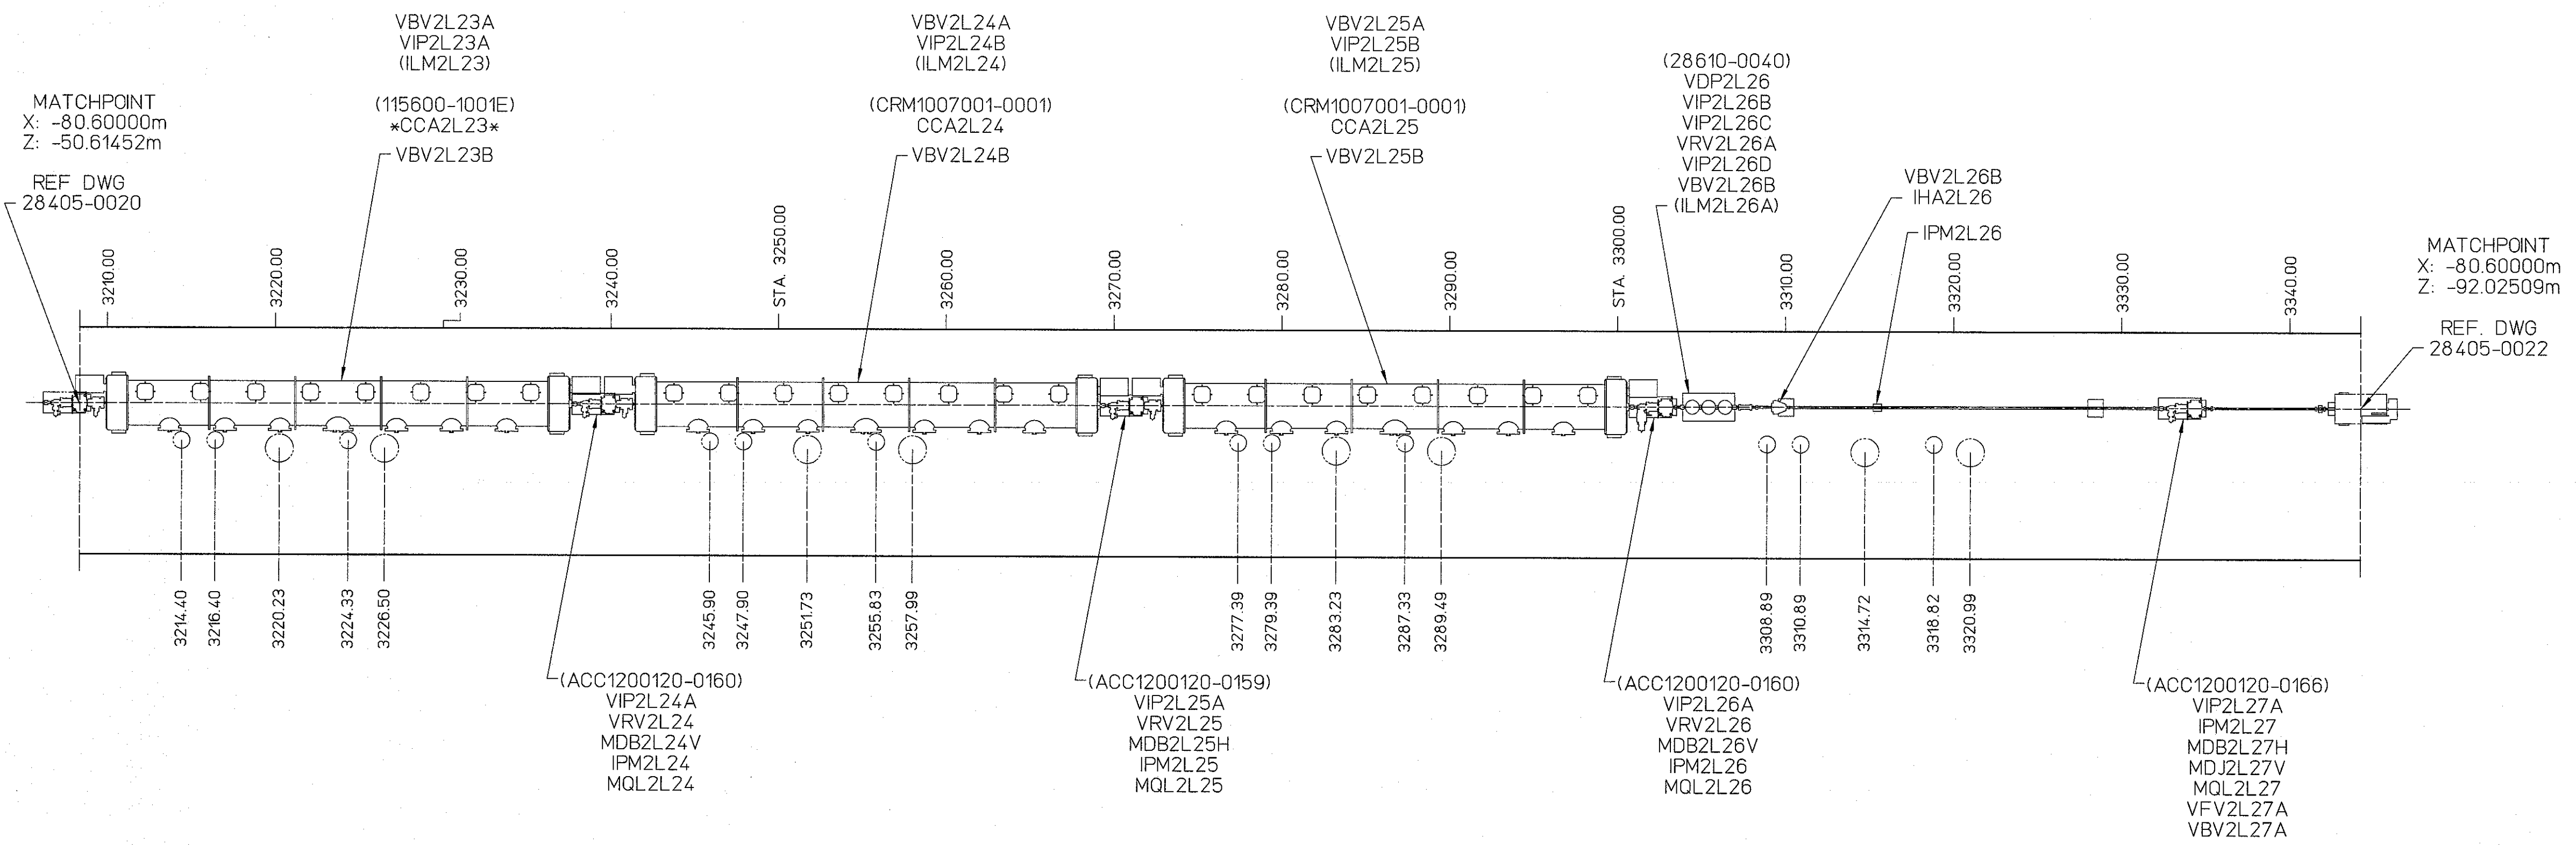 VBV2L23A
VIP2L23A
(ILM2L23)
(115600-1001E)
*CCA2L23*
VBV2L23B
VBV2L24A
VIP2L24B
(ILM2L24)
(CRM1007001-0001)
CCA2L24
VBV2L24B
VBV2L25A
VIP2L25B
(ILM2L25)
(CRM1007001-0001)
CCA2L25
VBV2L25B
(28610-0040)
VDP2L26
VIP2L26B
VIP2L26C
VRV2L26A
VIP2L26D
VBV2L26B
(ILM2L26A)
VBV2L26B
IHA2L26
IPM2L26
MATCHPOINT
X: -80.60000m
Z: -50.61452m
REF DWG
28405-0020
MATCHPOINT
X: -80.60000m
Z: -92.02509m
REF. DWG
28405-0022
3210.00
3220.00
3230.00
3240.00
STA. 3250.00
3260.00
3270.00
3280.00
3290.00
STA. 3300.00
3310.00
3320.00
3330.00
3340.00
3214.40
3216.40
3220.23
3224.33
3226.50
3245.90
3247.90
3251.73
3255.83
3257.99
3277.39
3279.39
3283.23
3287.33
3289.49
3308.89
3310.89
3314.72
3318.82
3320.99
(ACC1200120-0160)
VIP2L24A
VRV2L24
MDB2L24V
IPM2L24
MQL2L24
(ACC1200120-0159)
VIP2L25A
VRV2L25
MDB2L25H
IPM2L25
MQL2L25
(ACC1200120-0160)
VIP2L26A
VRV2L26
MDB2L26V
IPM2L26
MQL2L26
(ACC1200120-0166)
VIP2L27A
IPM2L27
MDB2L27H
MDJ2L27V
MQL2L27
VFV2L27A
VBV2L27A